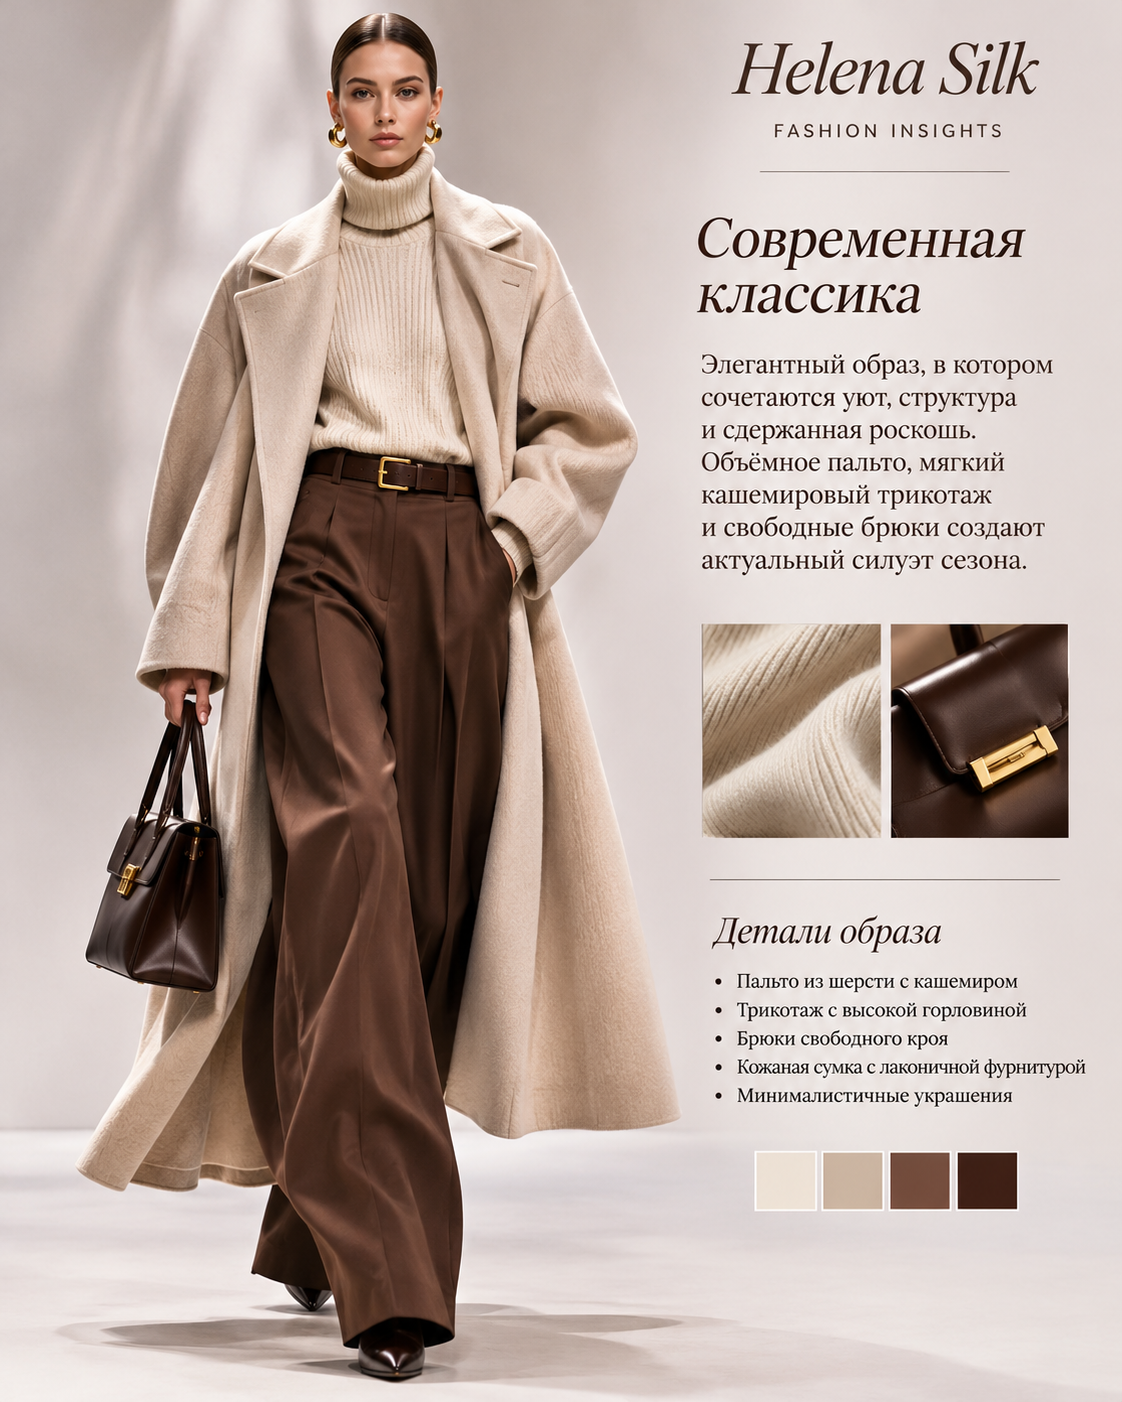 Helena Silk
FASHION INSIGHTS
Современная
классика
Элегантный образ, в котором
сочетаются уют, структура
и сдержанная роскошь.
Объёмное пальто, мягкий
кашемировый трикотаж
и свободные брюки создают
актуальный силуэт сезона.
Детали образа
• Пальто из шерсти с кашемиром
• Трикотаж с высокой горловиной
• Брюки свободного кроя
• Кожаная сумка с лаконичной фурнитурой
• Минималистичные украшения